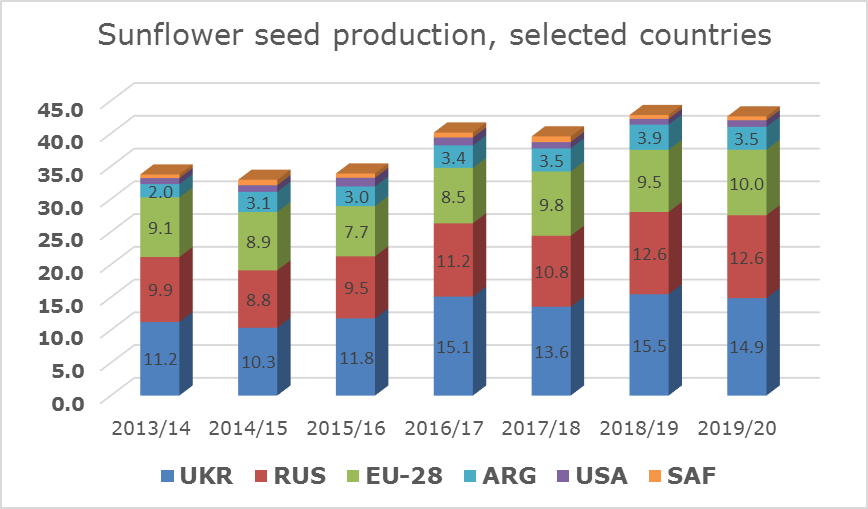 Sunflower seed production, selected countries
45.0
40.0
35.0
30.0
25.0
20.0
15.0
10.0
5.0
0.0
2.0 3.1 3.0 3.4 3.5 3.9 3.5
9.1 8.9 7.7 8.5 9.8 9.5 10.0
9.9 8.8 9.5 11.2 10.8 12.6 12.6
11.2 10.3 11.8 15.1 13.6 15.5 14.9
2013/14 2014/15 2015/16 2016/17 2017/18 2018/19 2019/20
UKR RUS EU-28 ARG USA SAF